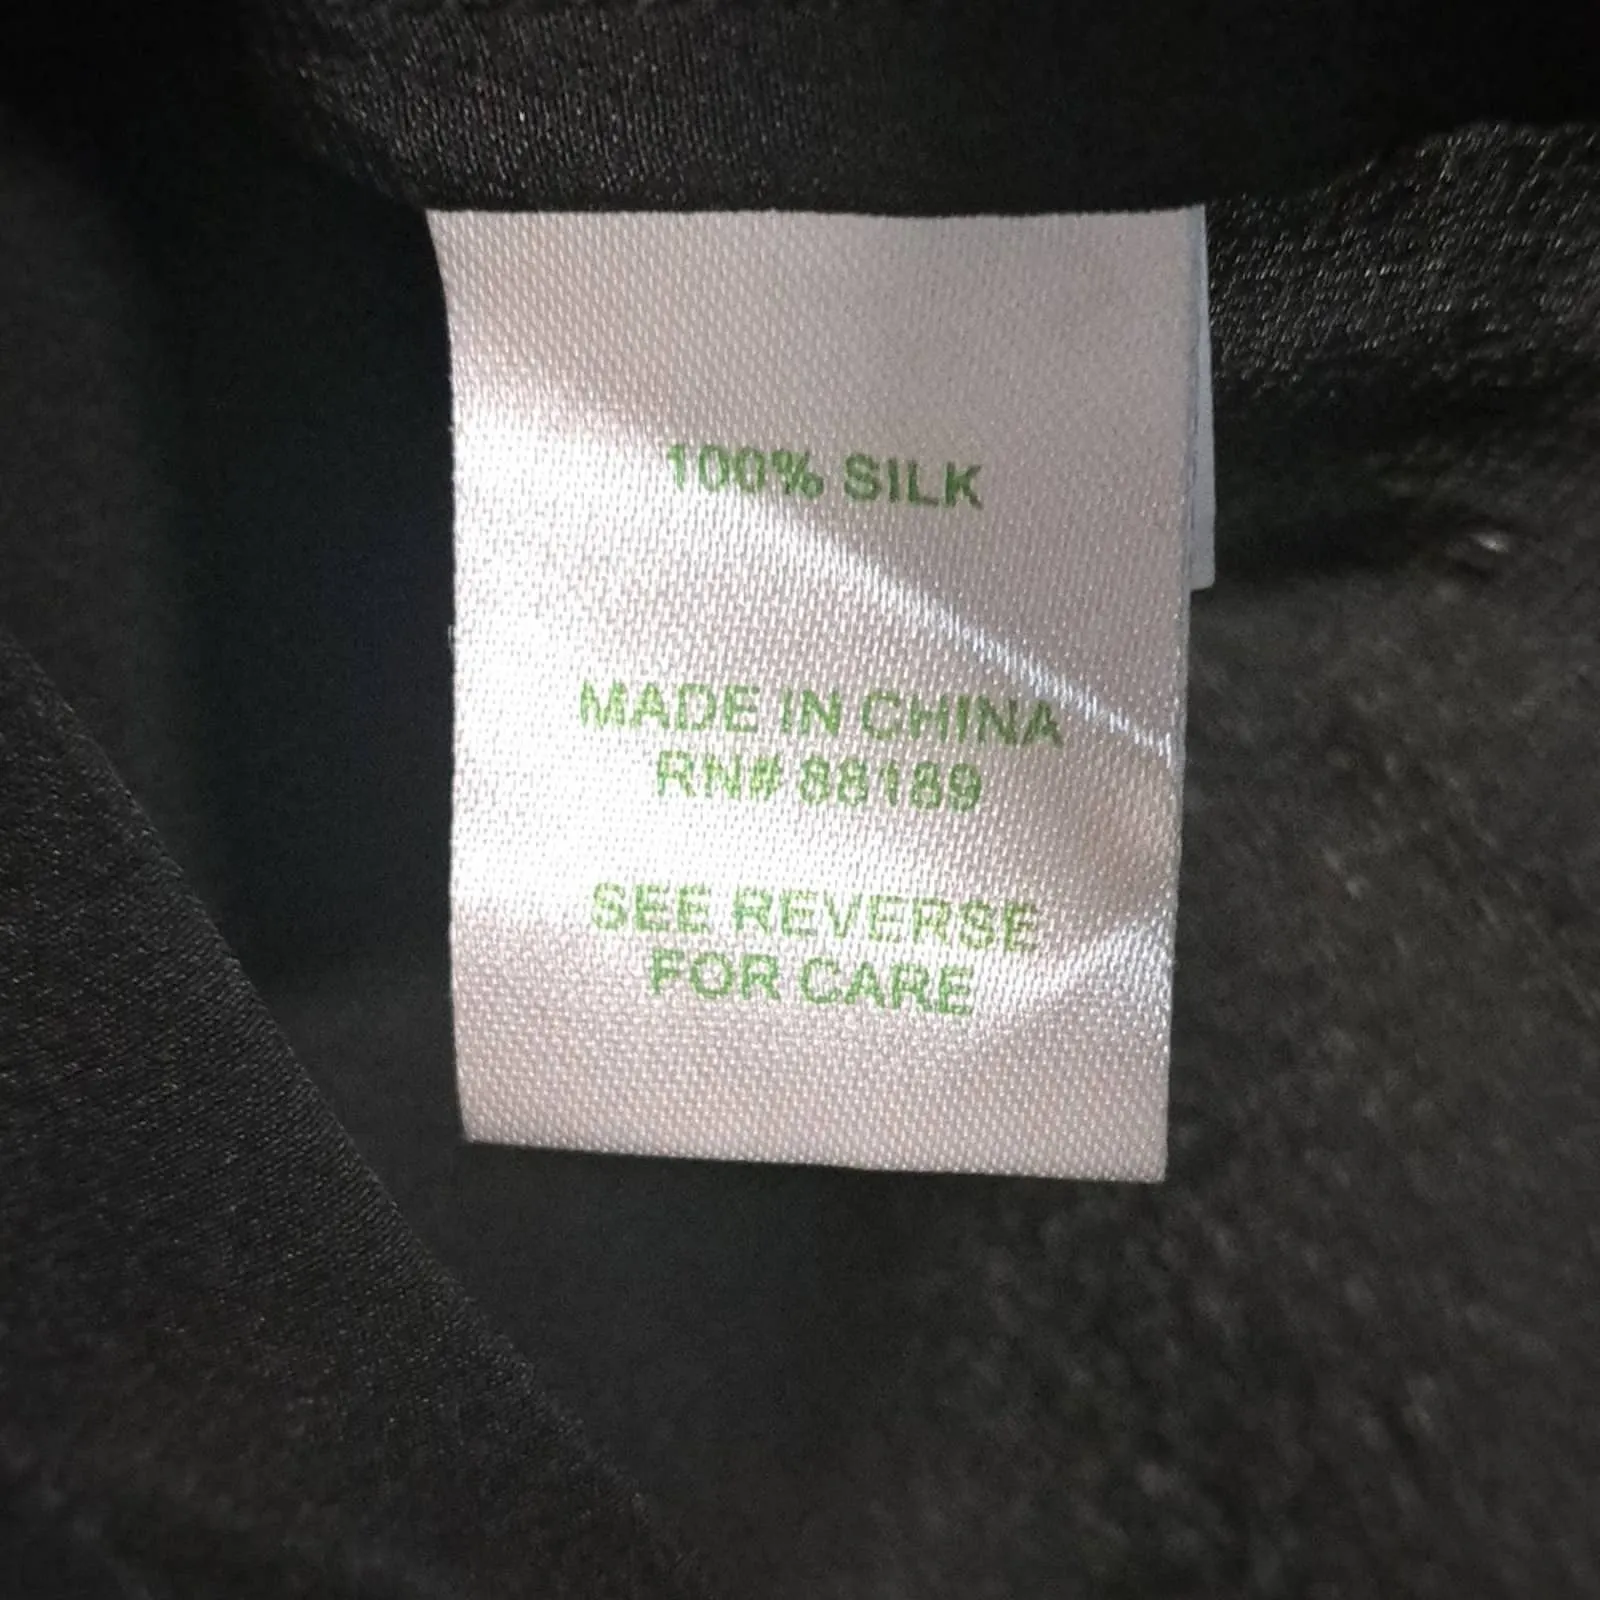 100% SILK
MADE IN CHINA
RN# 88189
SEE REVERSE
FOR CARE